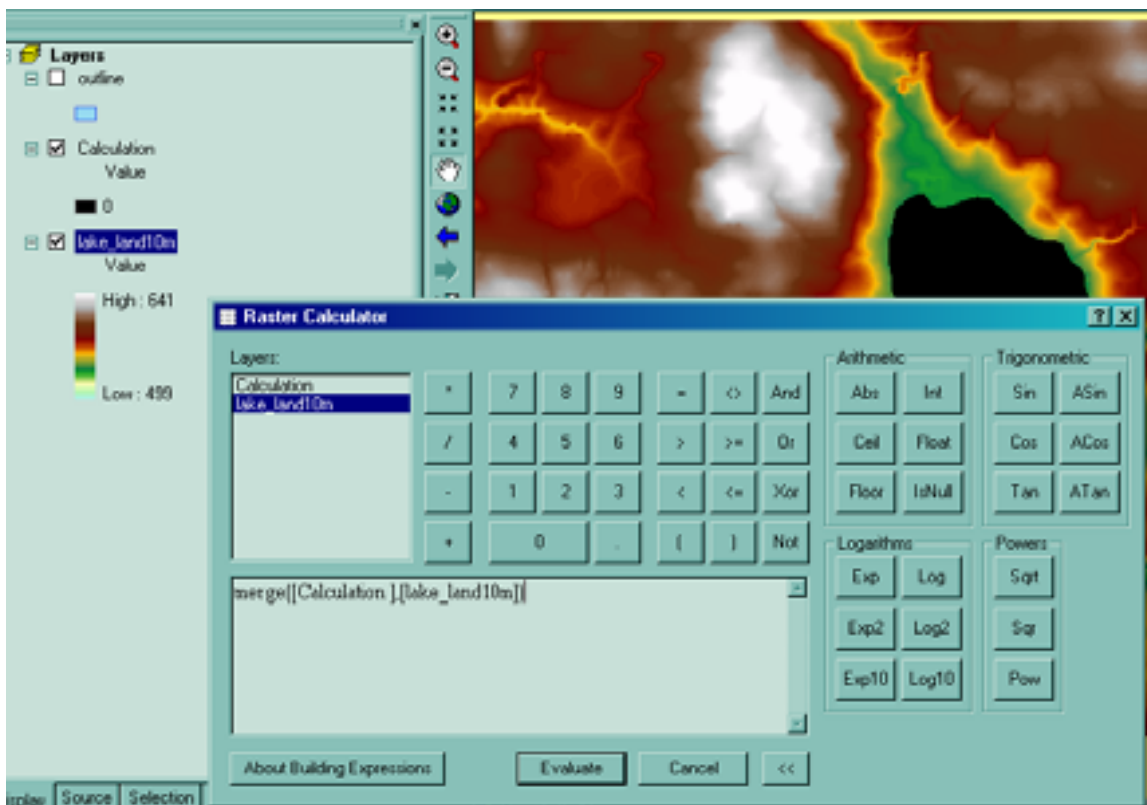 Layers
outline
Calculation
Value
0
lake_land10m
Value
High : 641
Low : 499
Raster Calculator
Layers:
Calculation
lake_land10m
* 7 8 9 = <> And
/ 4 5 6 > >= Or
- 1 2 3 < <= Xor
+ 0 . ( ) Not
Arithmetic
Abs Int
Ceil Float
Floor IsNull
Trigonometric
Sin ASin
Cos ACos
Tan ATan
Logarithms
Exp Log
Exp2 Log2
Exp10 Log10
Powers
Sqrt
Sqr
Pow
merge([Calculation ],[lake_land10m])
About Building Expressions
Evaluate
Cancel
<<
Source
Selection